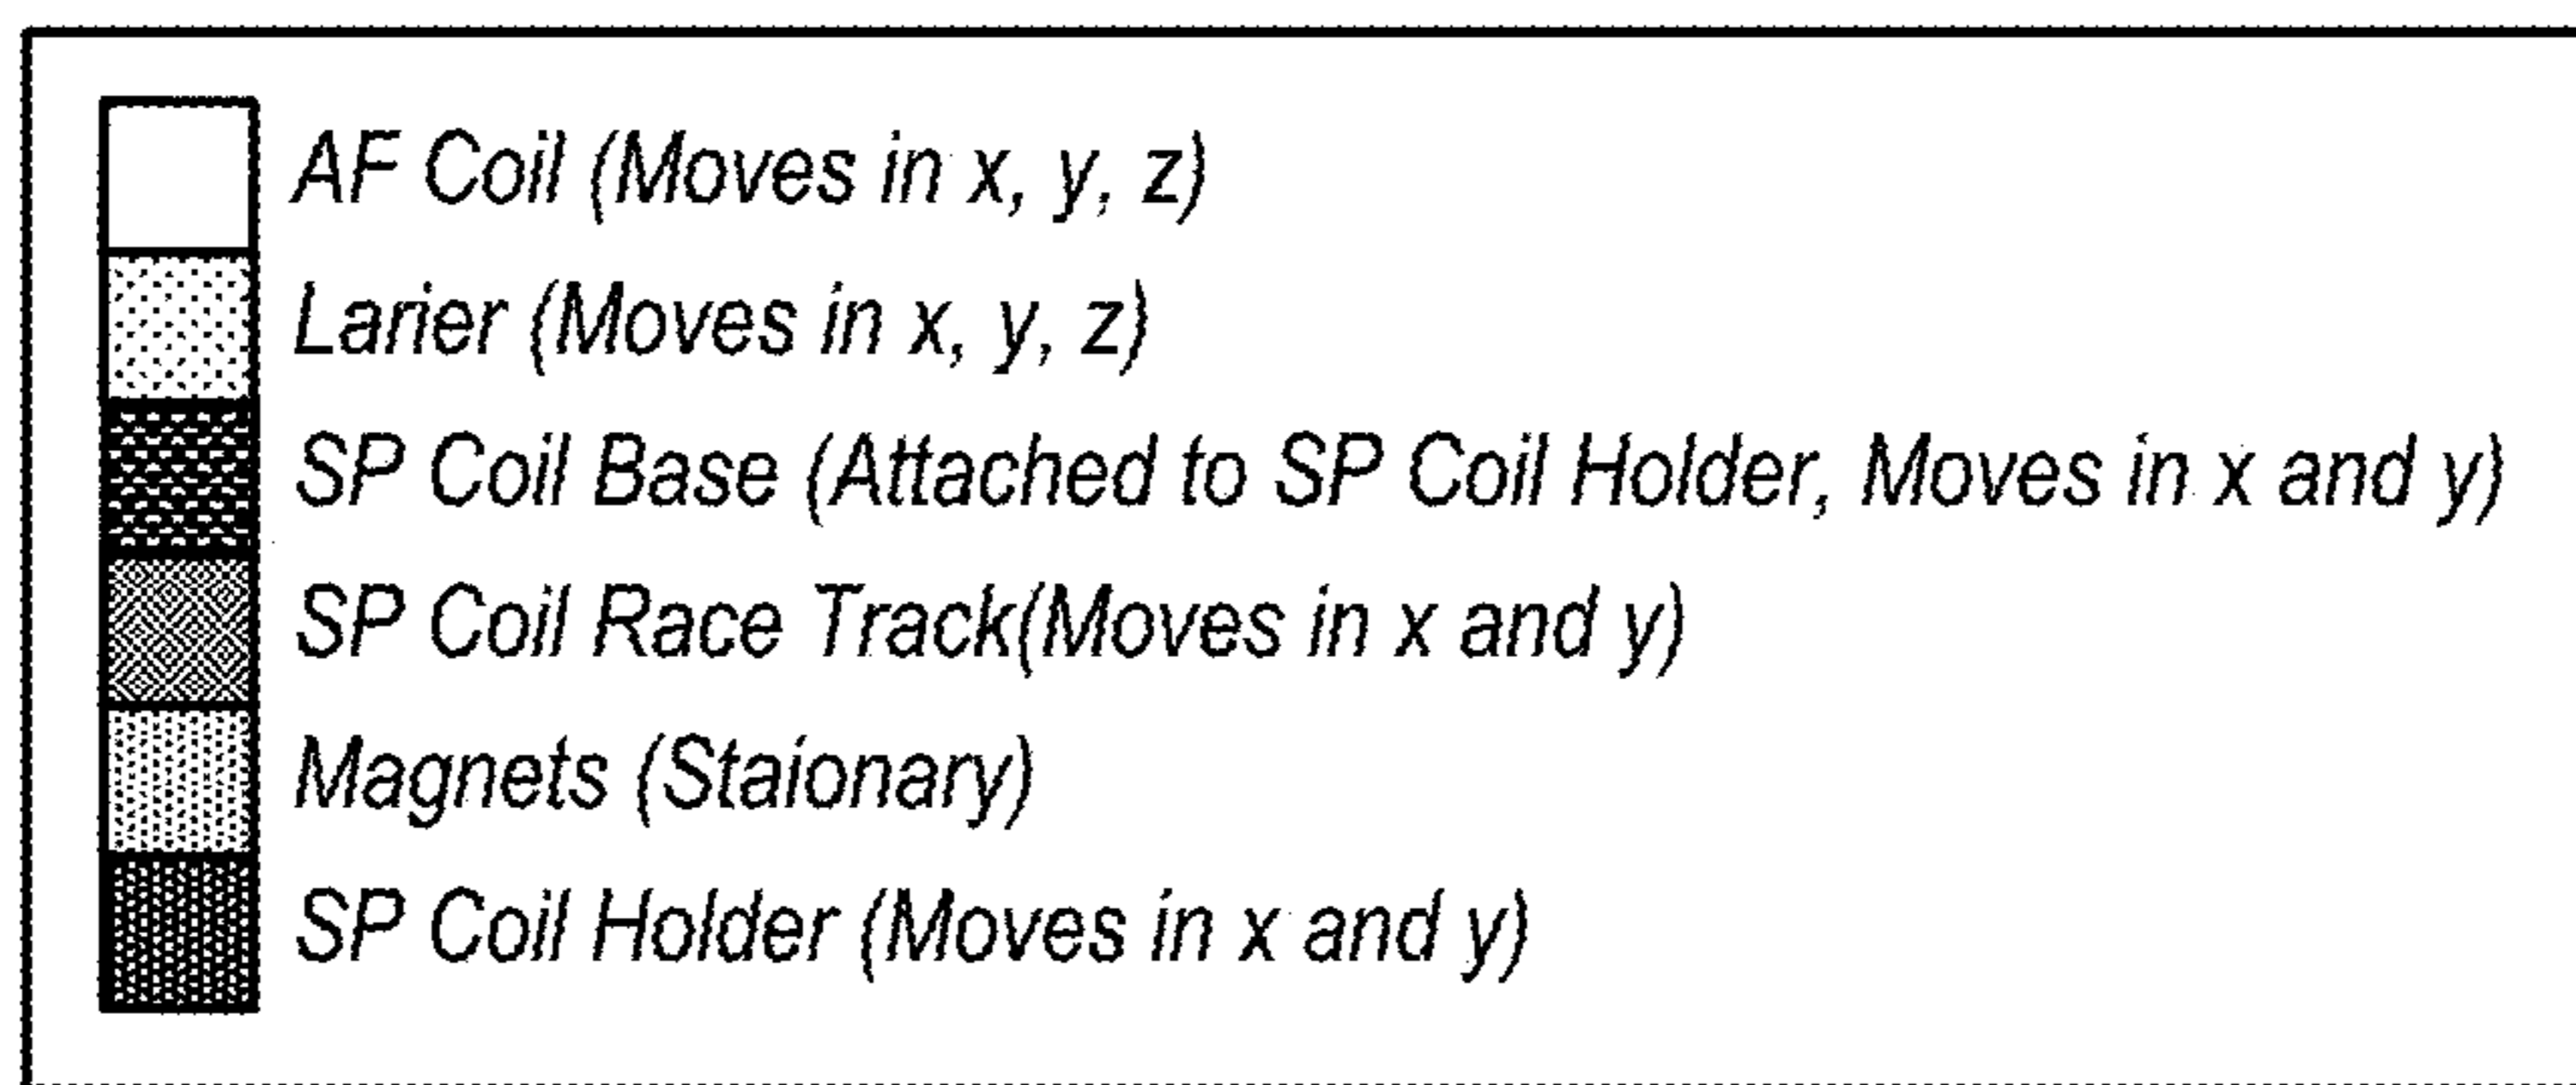 AF Coil (Moves in x, y, z)
Larier (Moves in x, y, z)
SP Coil Base (Attached to SP Coil Holder, Moves in x and y)
SP Coil Race Track(Moves in x and y)
Magnets (Staionary)
SP Coil Holder (Moves in x and y)